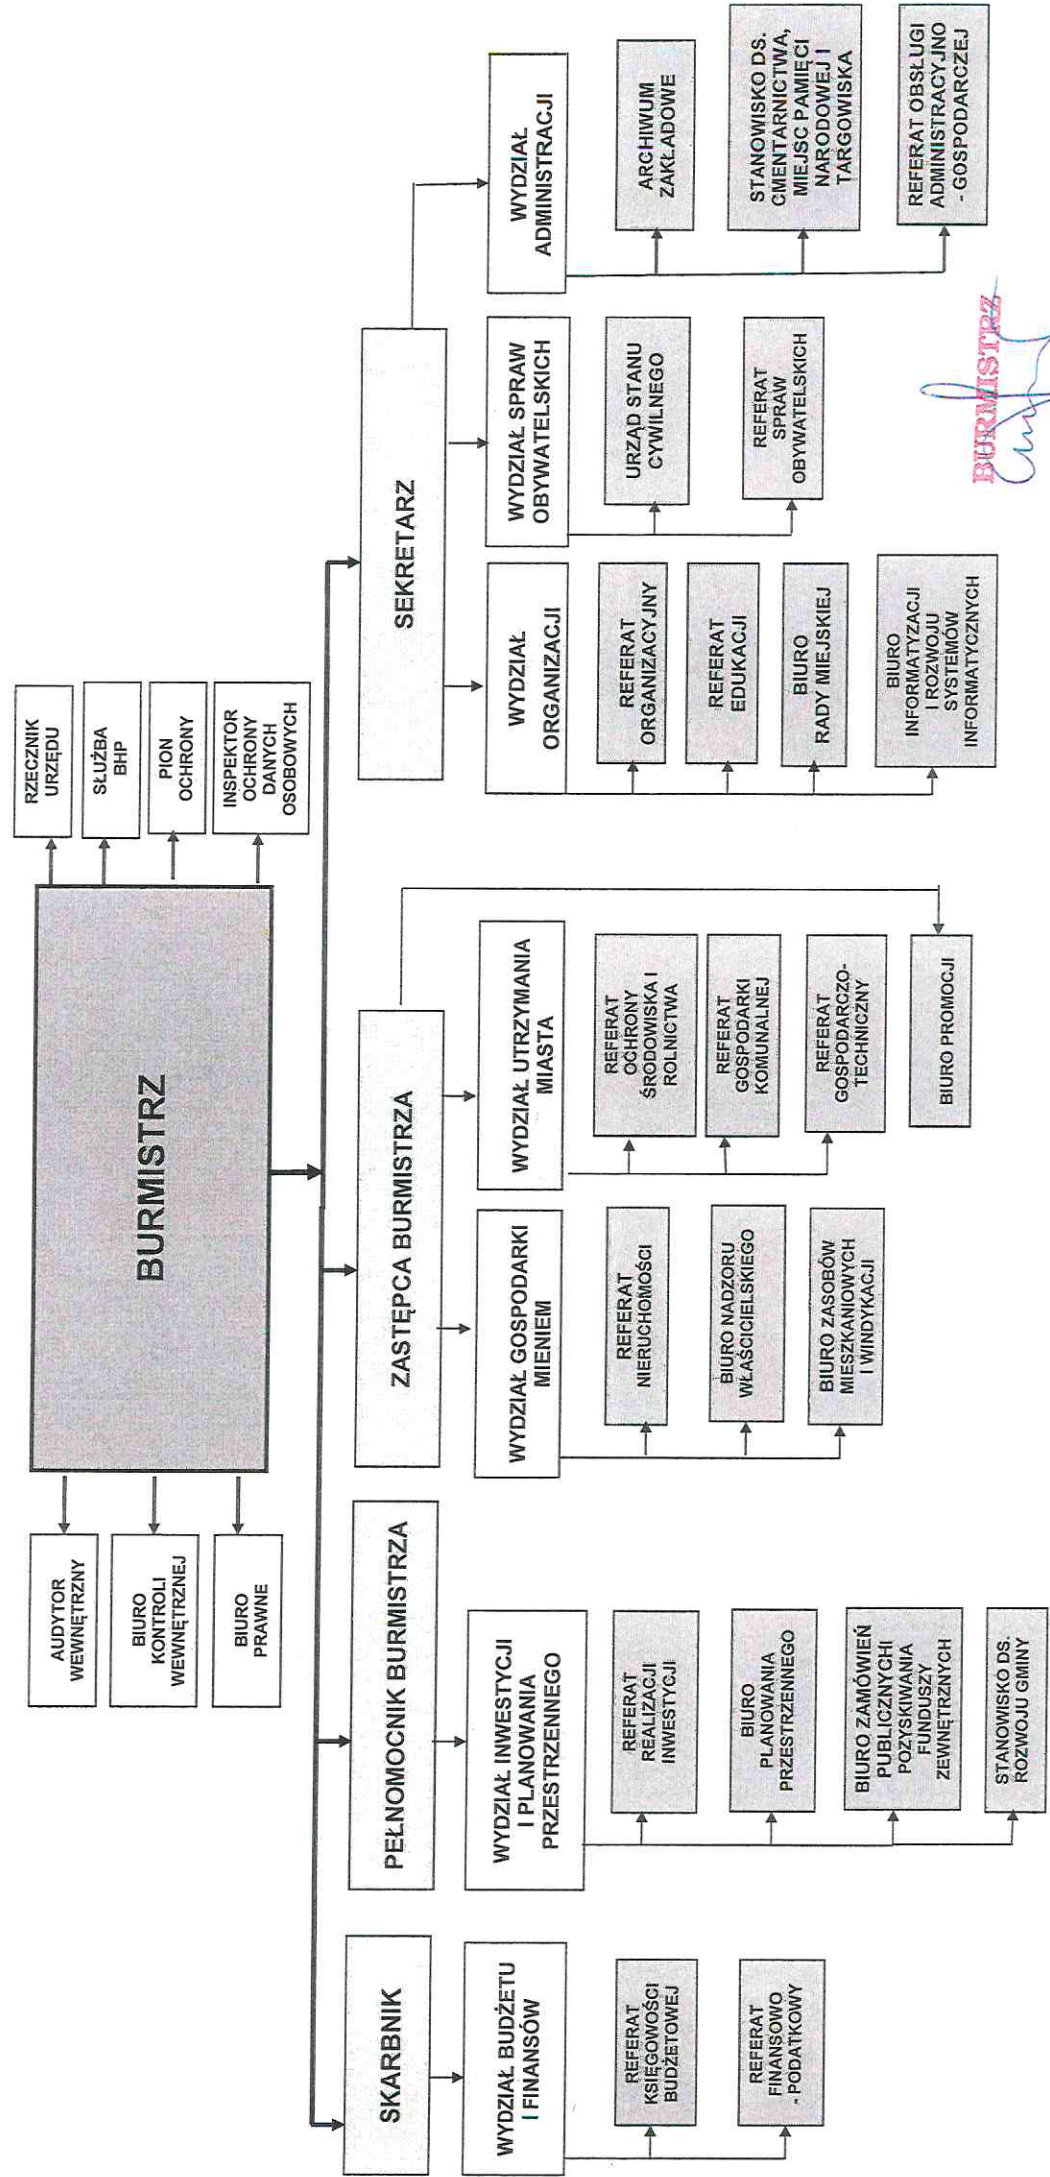 BURMISTRZ
AUDYTOR
WEWNĘTRZNY
BIURO
KONTROLI
WEWNĘTRZNEJ
BIURO
PRAWNE
RZECZNIK
URZĘDU
SŁUŻBA
BHP
PION
OCHRONY
INSPEKTOR
OCHRONY
DANYCH
OSOBOWYCH
SKARBNIK
WYDZIAŁ BUDŻETU
I FINANSÓW
REFERAT
KSIĘGOWOŚCI
BUDŻETOWEJ
REFERAT
FINANSOWO
- PODATKOWY
PEŁNOMOCNIK BURMISTRZA
WYDZIAŁ INWESTYCJI
I PLANOWANIA
PRZESTRZENNEGO
REFERAT
REALIZACJI
INWESTYCJI
BIURO
PLANOWANIA
PRZESTRZENNEGO
BIURO ZAMÓWIEŃ
PUBLICZNYCH I
POZYSKIWANIA
FUNDUSZY
ZEWNĘTRZNYCH
STANOWISKO DS.
ROZWOJU GMINY
ZASTĘPCA BURMISTRZA
WYDZIAŁ GOSPODARKI
MIENIEM
REFERAT
NIERUCHOMOŚCI
BIURO NADZORU
WŁAŚCICIELSKIEGO
BIURO ZASOBÓW
MIESZKANIOWYCH
I WINDYKACJI
WYDZIAŁ UTRZYMANIA
MIASTA
REFERAT
OCHRONY
ŚRODOWISKA I
ROLNICTWA
REFERAT
GOSPODARKI
KOMUNALNEJ
REFERAT
GOSPODARCZO-
TECHNICZNY
BIURO PROMOCJI
SEKRETARZ
WYDZIAŁ
ORGANIZACJI
REFERAT
ORGANIZACYJNY
REFERAT
EDUKACJI
BIURO
RADY MIEJSKIEJ
BIURO
INFORMATYZACJI
I ROZWOJU
SYSTEMÓW
INFORMATYCZNYCH
WYDZIAŁ SPRAW
OBYWATELSKICH
URZĄD STANU
CYWILNEGO
REFERAT
SPRAW
OBYWATELSKICH
WYDZIAŁ
ADMINISTRACJI
ARCHIWUM
ZAKŁADOWE
STANOWISKO DS.
CMENTARNICTWA,
MIEJSC PAMIĘCI
NARODOWEJ I
TARGOWISKA
REFERAT OBSŁUGI
ADMINISTRACYJNO
- GOSPODARCZEJ
BURMISTRZ